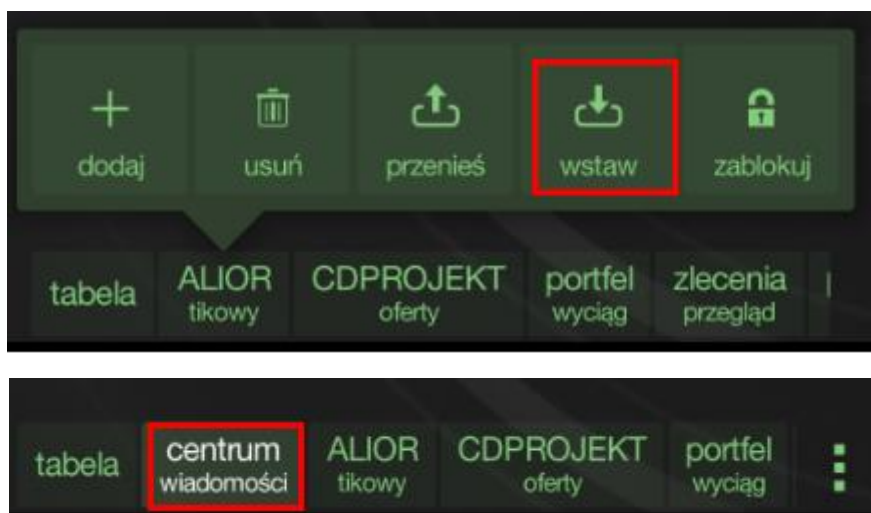 dodaj usuń przenieś wstaw zablokuj
tabela ALIOR CDPROJEKT portfel zlecenia
tikowy oferty wyciąg przegląd
tabela centrum ALIOR CDPROJEKT portfel
wiadomości tikowy oferty wyciąg